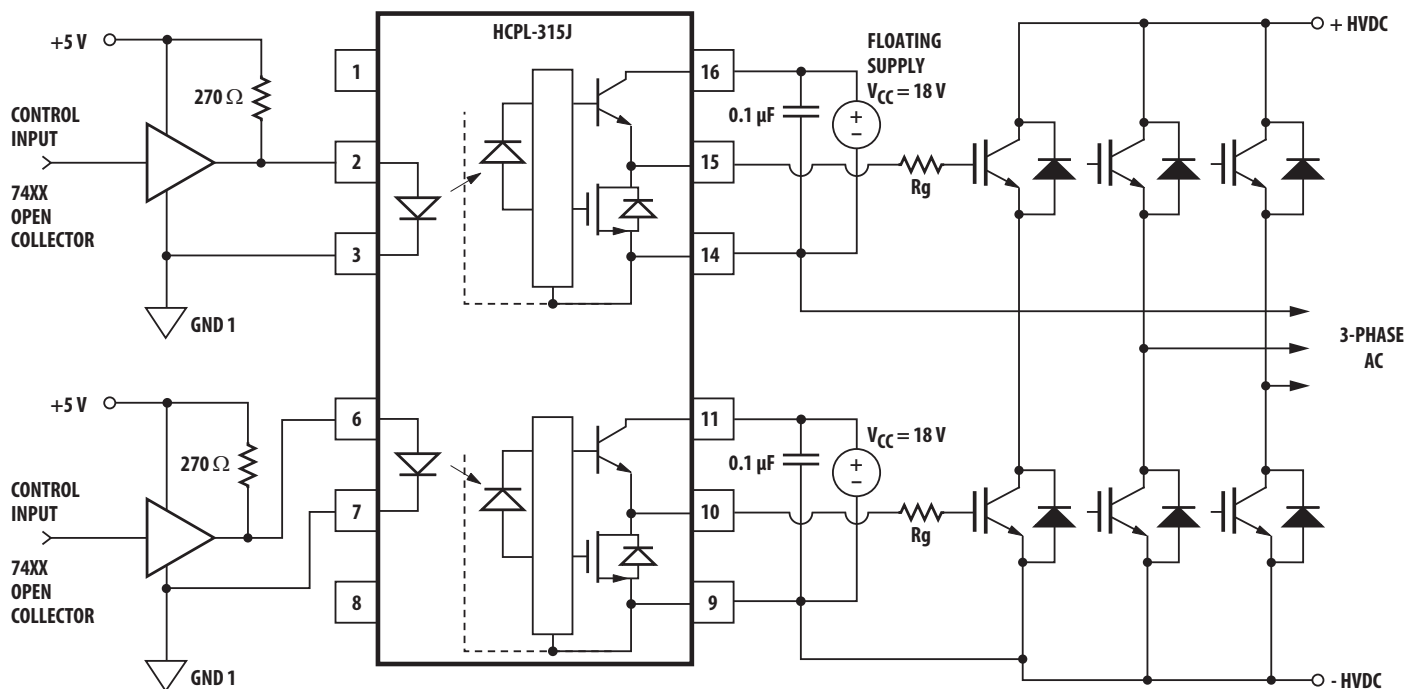 HCPL-315J
+5 V
270 Ω
CONTROL
INPUT
74XX
OPEN
COLLECTOR
GND 1
1
2
3
16
15
14
0.1 µF
FLOATING
SUPPLY
VCC = 18 V
+
-
Rg
+ HVDC
3-PHASE
AC
+5 V
270 Ω
CONTROL
INPUT
74XX
OPEN
COLLECTOR
GND 1
6
7
8
11
10
9
0.1 µF
VCC = 18 V
+
-
Rg
- HVDC